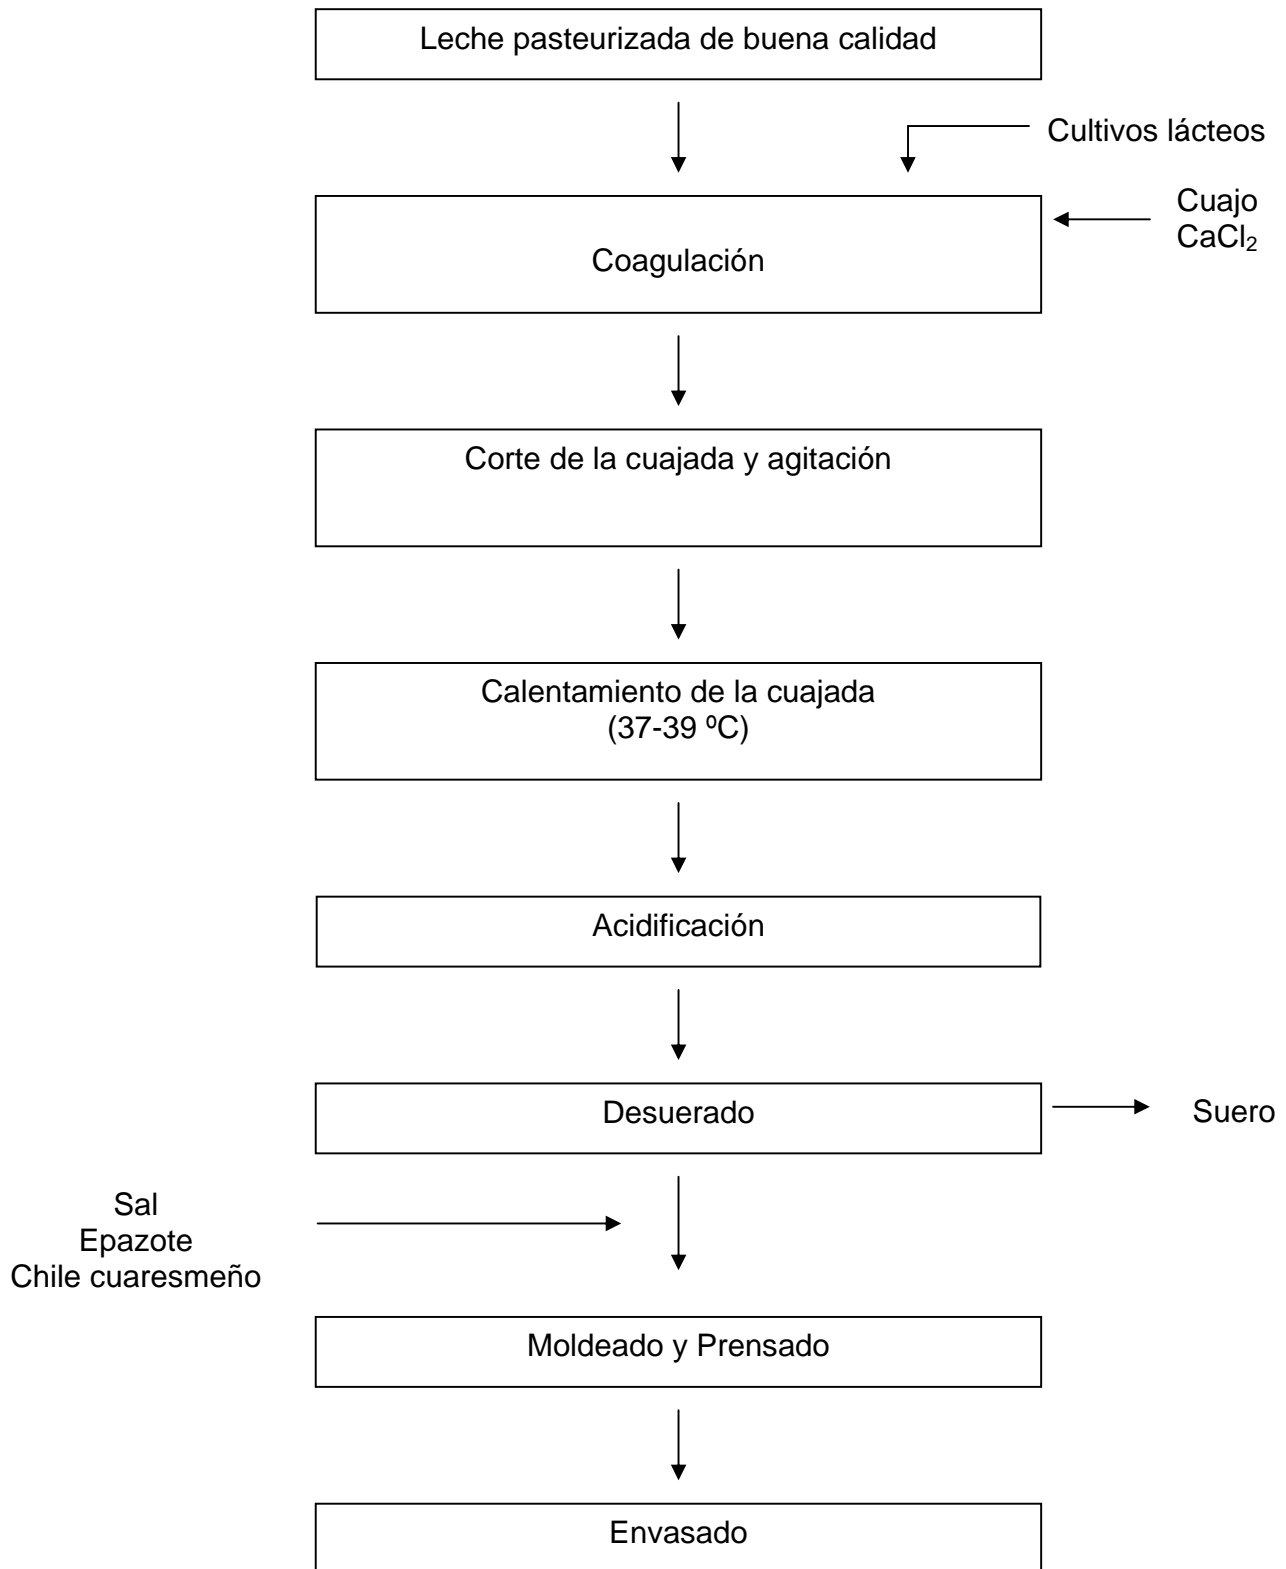 Leche pasteurizada de buena calidad
Cultivos lácteos
Cuajo
CaCl₂
Coagulación
Corte de la cuajada y agitación
Calentamiento de la cuajada
(37-39 ºC)
Acidificación
Desuerado
Suero
Sal
Epazote
Chile cuaresmeño
Moldeado y Prensado
Envasado